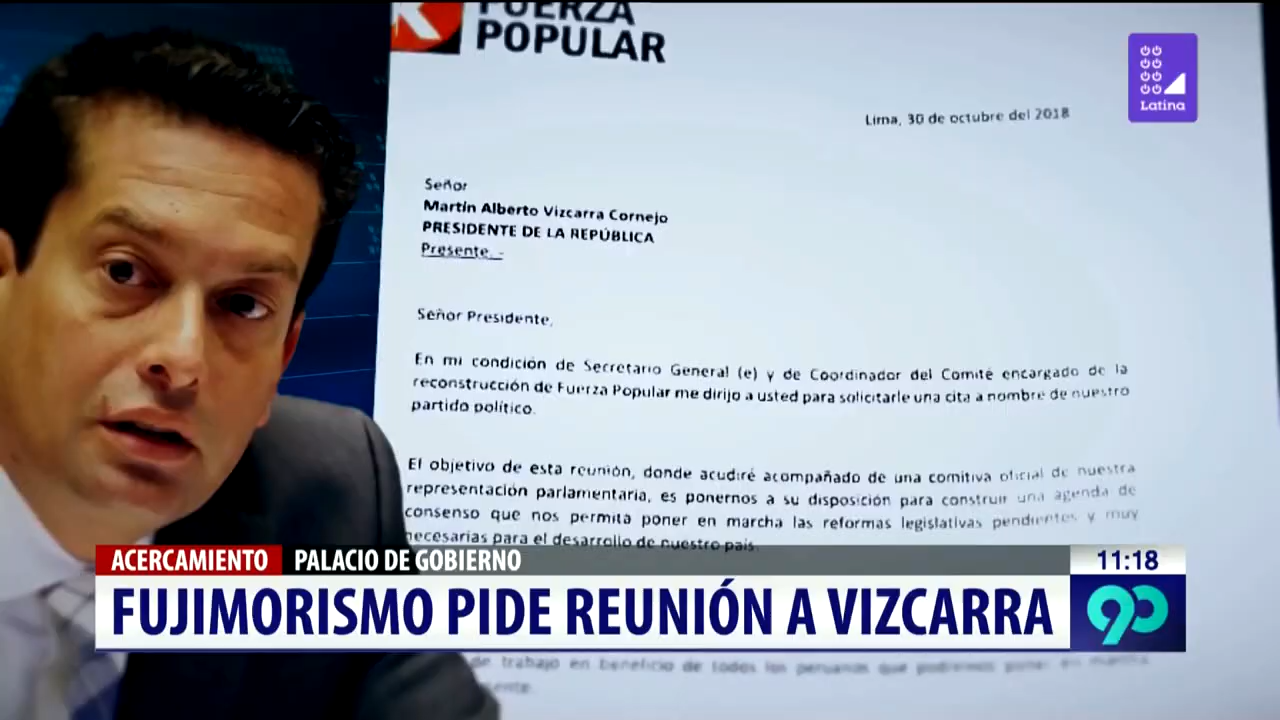 FUERZA
POPULAR
Latina
Lima, 30 de octubre del 2018
Señor
Martín Alberto Vizcarra Cornejo
PRESIDENTE DE LA REPÚBLICA
Presente. -
Señor Presidente,
En mi condición de Secretario General (e) y de Coordinador del Comité encargado de la
reconstrucción de Fuerza Popular me dirijo a usted para solicitarle una cita a nombre de nuestro
partido político.
El objetivo de esta reunión, donde acudiré acompañado de una comitiva oficial de nuestra
representación parlamentaria, es ponernos a su disposición para construir una agenda de
consenso que nos permita poner en marcha las reformas legislativas pendientes y muy
necesarias para el desarrollo de nuestro país.
ACERCAMIENTO PALACIO DE GOBIERNO 11:18
FUJIMORISMO PIDE REUNIÓN A VIZCARRA 90
de trabajo en beneficio de todos los peruanos que podremos poner en